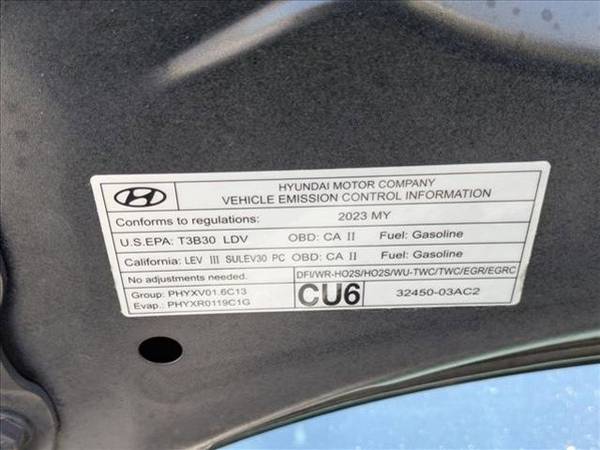 HYUNDAI MOTOR COMPANY
VEHICLE EMISSION CONTROL INFORMATION
Conforms to regulations: 2023 MY
U.S.EPA: T3B30 LDV OBD: CA II Fuel: Gasoline
California: LEV III SULEV30 PC OBD: CA II Fuel: Gasoline
No adjustments needed. DFI/WR-HO2S/HO2S/WU-TWC/TWC/EGR/EGRC
Group: PHYXV01.6C13
Evap.: PHYXR0119C1G
CU6 32450-03AC2